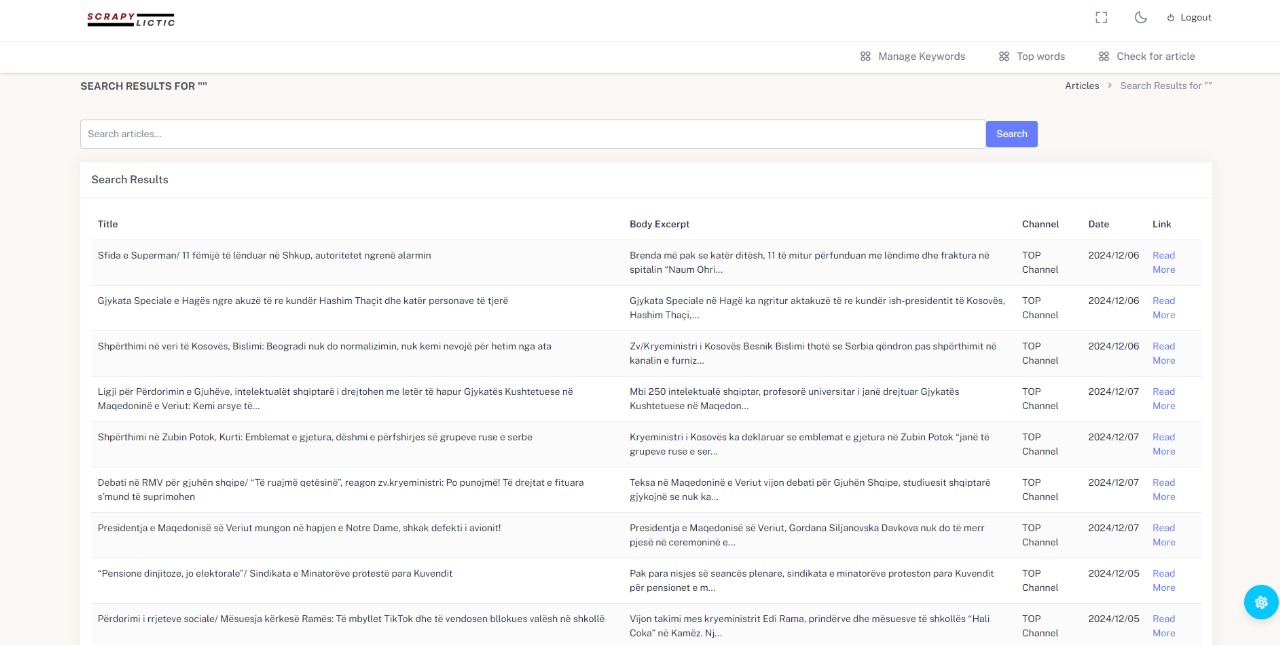 SCRAPY
LICTIC
Logout
Manage Keywords
Top words
Check for article
SEARCH RESULTS FOR ""
Articles > Search Results for ""
Search articles...
Search
Search Results
Title
Body Excerpt
Channel
Date
Link
Sfida e Superman/ 11 fëmijë të lënduar në Shkup, autoritetet ngrenë alarmin
Brenda më pak se katër ditësh, 11 të mitur përfunduan me lëndime dhe fraktura në
spitalin “Naum Ohri...
TOP
Channel
2024/12/06
Read
More
Gjykata Speciale e Hagës ngre akuzë të re kundër Hashim Thaçit dhe katër personave të tjerë
Gjykata Speciale në Hagë ka ngritur aktakuzë të re kundër ish-presidentit të Kosovës,
Hashim Thaçi,...
TOP
Channel
2024/12/06
Read
More
Shpërthimi në veri të Kosovës, Bislimi: Beogradi nuk do normalizimin, nuk kemi nevojë për hetim nga ata
Zv/Kryeministri i Kosovës Besnik Bislimi thotë se Serbia qëndron pas shpërthimit në
kanalin e furniz...
TOP
Channel
2024/12/06
Read
More
Ligji për Përdorimin e Gjuhëve, intelektualët shqiptarë i drejtohen me letër të hapur Gjykatës Kushtetuese në
Maqedoninë e Veriut: Kemi arsye të...
Mbi 250 intelektualë shqiptar, profesorë universitar i janë drejtuar Gjykatës
Kushtetuese në Maqedon...
TOP
Channel
2024/12/07
Read
More
Shpërthimi në Zubin Potok, Kurti: Emblemat e gjetura, dëshmi e përfshirjes së grupeve ruse e serbe
Kryeministri i Kosovës ka deklaruar se emblemat e gjetura në Zubin Potok “janë të
grupeve ruse e ser...
TOP
Channel
2024/12/07
Read
More
Debati në RMV për gjuhën shqipe/ “Të ruajmë qetësinë”, reagon zv.kryeministri: Po punojmë! Të drejtat e fituara
s’mund të suprimohen
Teksa në Maqedoninë e Veriut vijon debati për Gjuhën Shqipe, studiuesit shqiptarë
gjykojnë se nuk ka...
TOP
Channel
2024/12/07
Read
More
Presidentja e Maqedonisë së Veriut mungon në hapjen e Notre Dame, shkak defekti i avionit!
Presidentja e Maqedonisë së Veriut, Gordana Siljanovska Davkova nuk do të merr
pjesë në ceremoninë e...
TOP
Channel
2024/12/07
Read
More
“Pensione dinjitoze, jo elektorale”/ Sindikata e Minatorëve protestë para Kuvendit
Pak para nisjes së seancës plenare, sindikata e minatorëve proteston para Kuvendit
për pensionet e m...
TOP
Channel
2024/12/05
Read
More
Përdorimi i rrjeteve sociale/ Mësuesja kërkesë Ramës: Të mbyllet TikTok dhe të vendosen bllokues valësh në shkollë
Vijon takimi mes kryeministrit Edi Rama, prindërve dhe mësuesve të shkollës “Hali
Coka” në Kamëz. Nj...
TOP
Channel
2024/12/05
Read
More